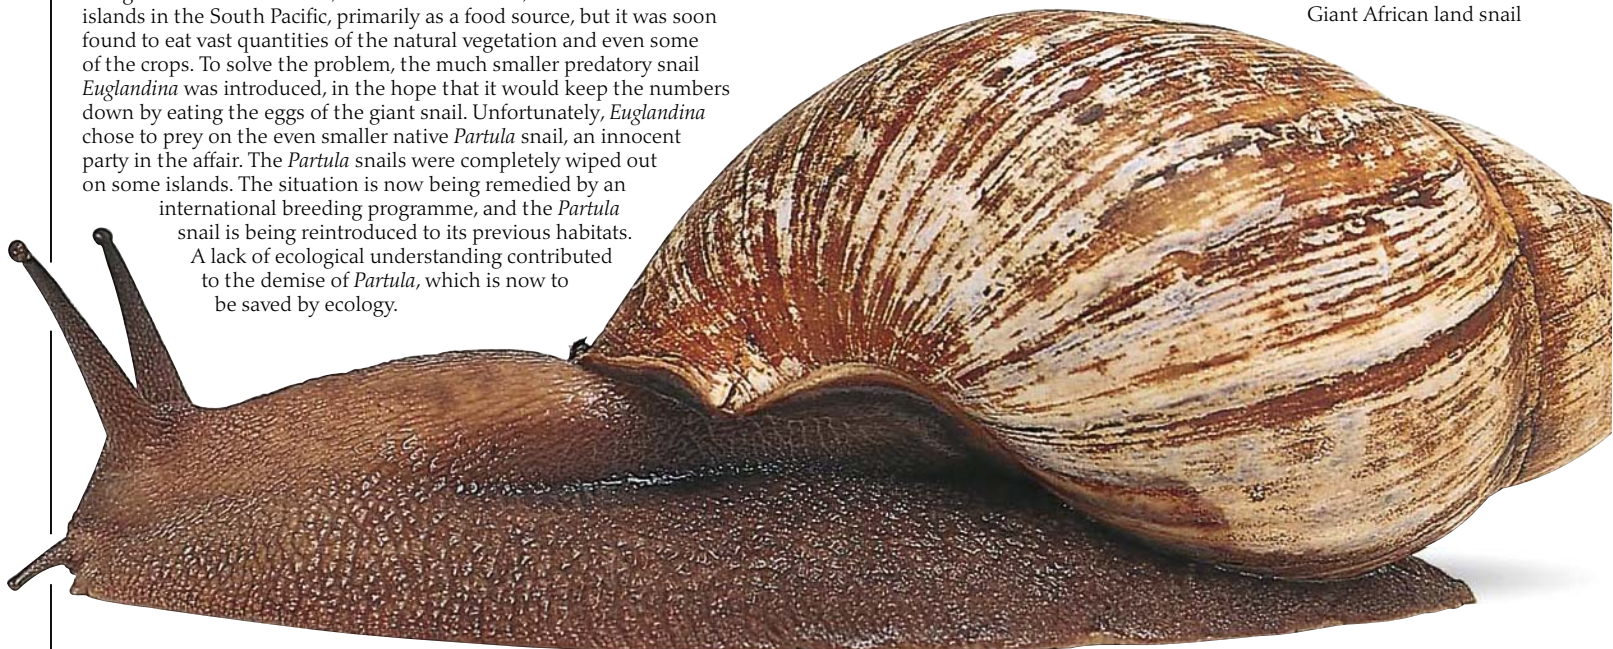 islands in the South Pacific, primarily as a food source, but it was soon
found to eat vast quantities of the natural vegetation and even some
of the crops. To solve the problem, the much smaller predatory snail
Euglandina was introduced, in the hope that it would keep the numbers
down by eating the eggs of the giant snail. Unfortunately, Euglandina
chose to prey on the even smaller native Partula snail, an innocent
party in the affair. The Partula snails were completely wiped out
on some islands. The situation is now being remedied by an
international breeding programme, and the Partula
snail is being reintroduced to its previous habitats.
A lack of ecological understanding contributed
to the demise of Partula, which is now to
be saved by ecology.
Giant African land snail